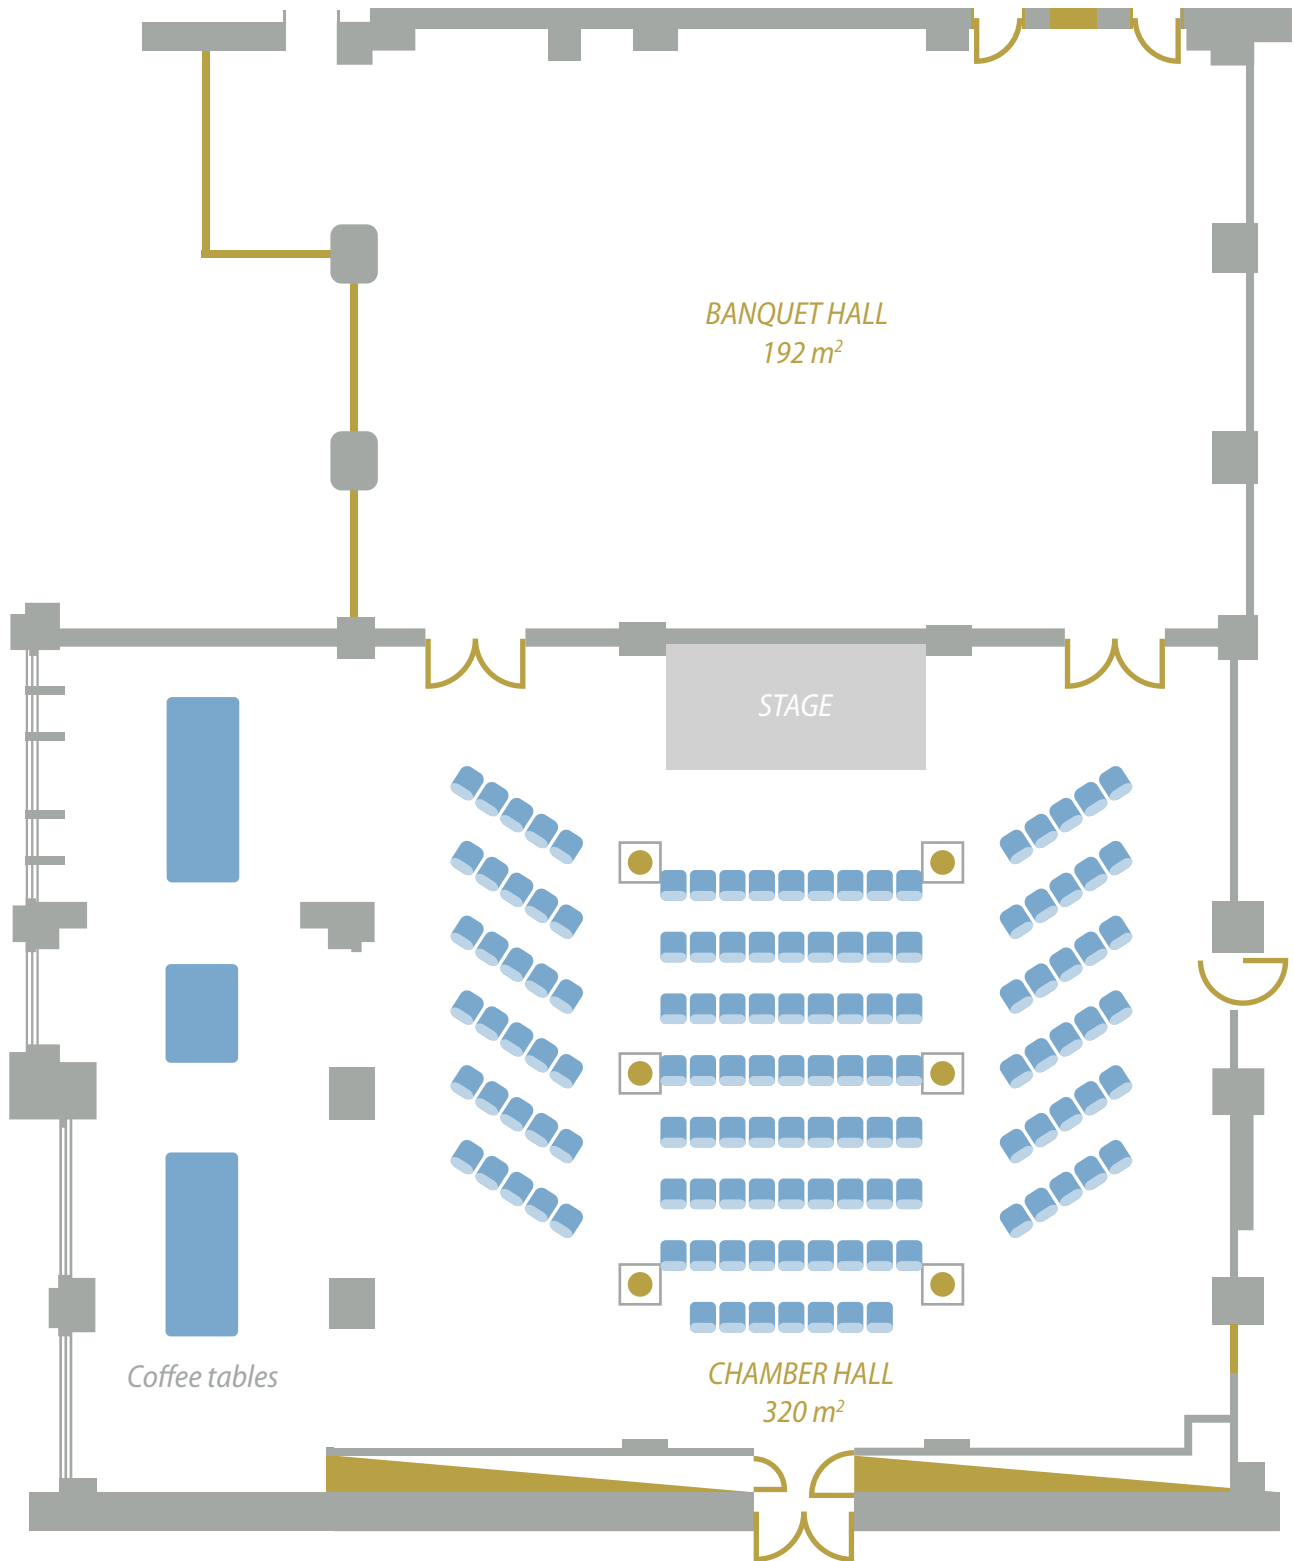 BANQUET HALL
192 m²
STAGE
Coffee tables
CHAMBER HALL
320 m²